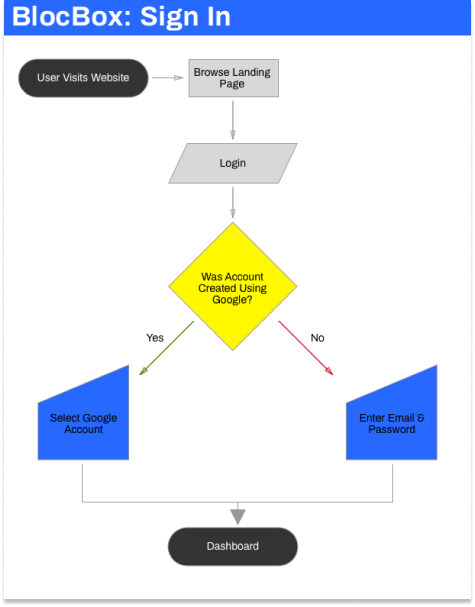 BlocBox: Sign In
User Visits Website
Browse Landing
Page
Login
Was Account
Created Using
Google?
Yes
No
Select Google
Account
Enter Email &
Password
Dashboard